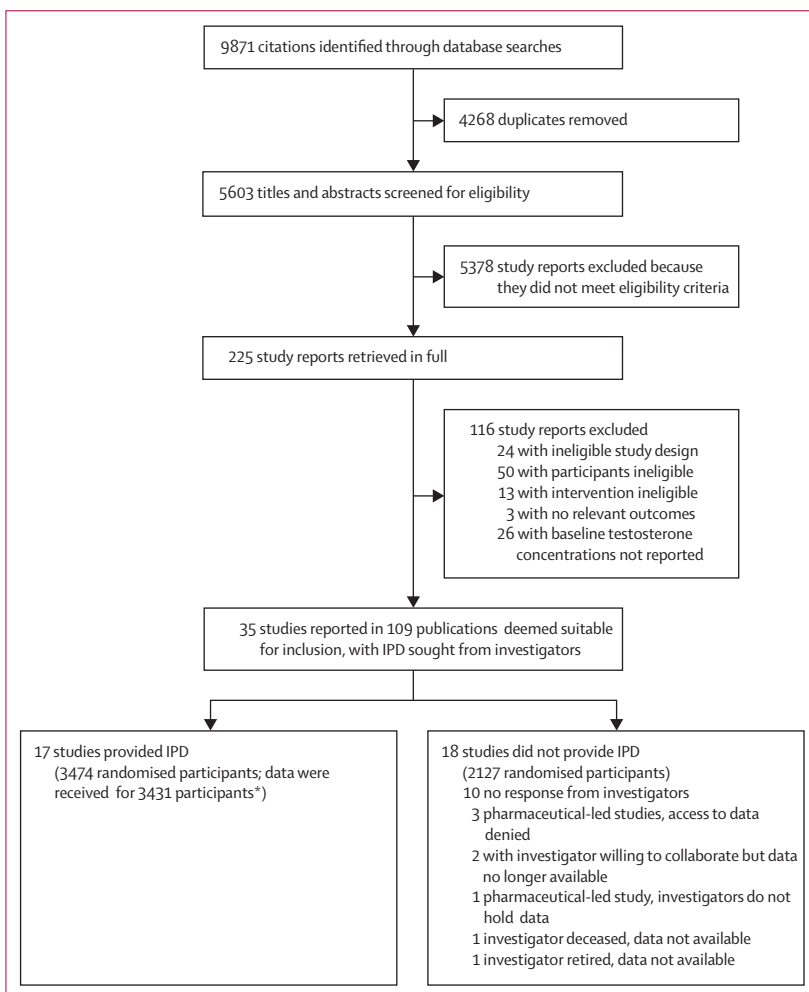 9871 citations identified through database searches
4268 duplicates removed
5603 titles and abstracts screened for eligibility
5378 study reports excluded because
they did not meet eligibility criteria
225 study reports retrieved in full
116 study reports excluded
24 with ineligible study design
50 with participants ineligible
13 with intervention ineligible
3 with no relevant outcomes
26 with baseline testosterone
concentrations not reported
35 studies reported in 109 publications deemed suitable
for inclusion, with IPD sought from investigators
17 studies provided IPD
(3474 randomised participants; data were
received for 3431 participants*)
18 studies did not provide IPD
(2127 randomised participants)
10 no response from investigators
3 pharmaceutical-led studies, access to data
denied
2 with investigator willing to collaborate but data
no longer available
1 pharmaceutical-led study, investigators do not
hold data
1 investigator deceased, data not available
1 investigator retired, data not available